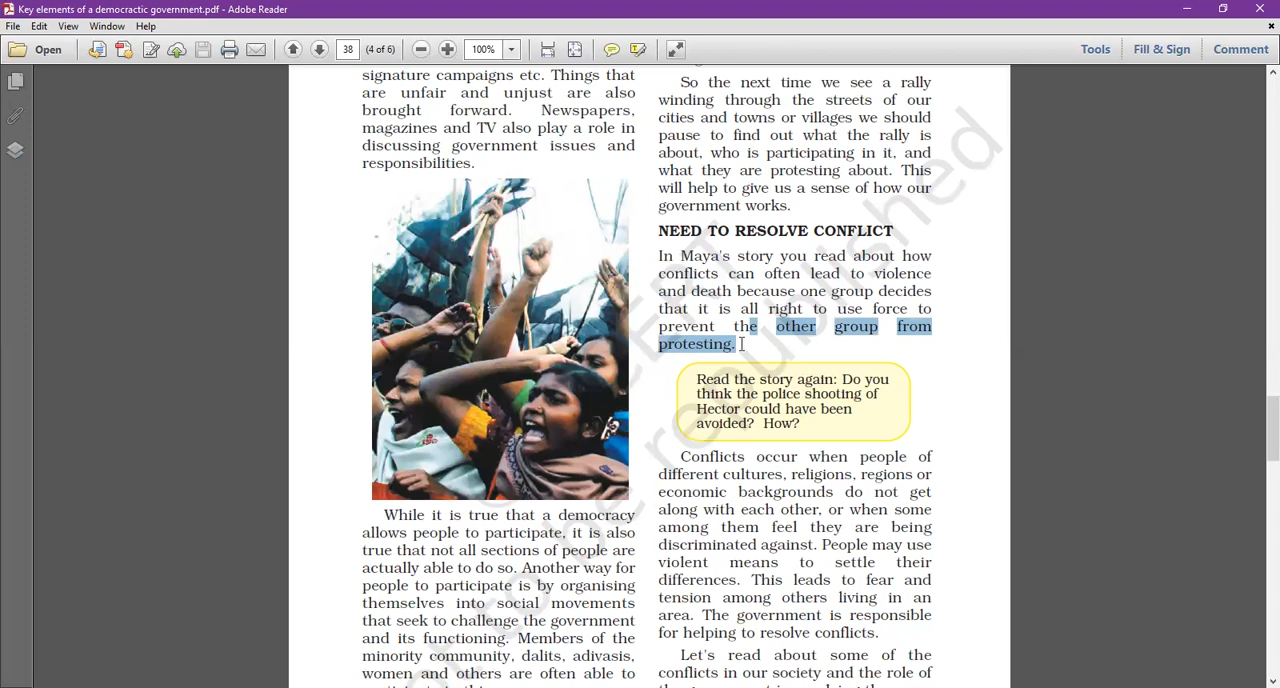 Key elements of a democractic government.pdf - Adobe Reader
File Edit View Window Help
Open 38 (4 of 6) 100% Tools Fill & Sign Comment
signature campaigns etc. Things that
are unfair and unjust are also
brought forward. Newspapers,
magazines and TV also play a role in
discussing government issues and
responsibilities.
While it is true that a democracy
allows people to participate, it is also
true that not all sections of people are
actually able to do so. Another way for
people to participate is by organising
themselves into social movements
that seek to challenge the government
and its functioning. Members of the
minority community, dalits, adivasis,
women and others are often able to
So the next time we see a rally
winding through the streets of our
cities and towns or villages we should
pause to find out what the rally is
about, who is participating in it, and
what they are protesting about. This
will help to give us a sense of how our
government works.
NEED TO RESOLVE CONFLICT
In Maya's story you read about how
conflicts can often lead to violence
and death because one group decides
that it is all right to use force to
prevent the other group from
protesting.
Read the story again: Do you
think the police shooting of
Hector could have been
avoided? How?
Conflicts occur when people of
different cultures, religions, regions or
economic backgrounds do not get
along with each other, or when some
among them feel they are being
discriminated against. People may use
violent means to settle their
differences. This leads to fear and
tension among others living in an
area. The government is responsible
for helping to resolve conflicts.
Let's read about some of the
conflicts in our society and the role of
not to be republished